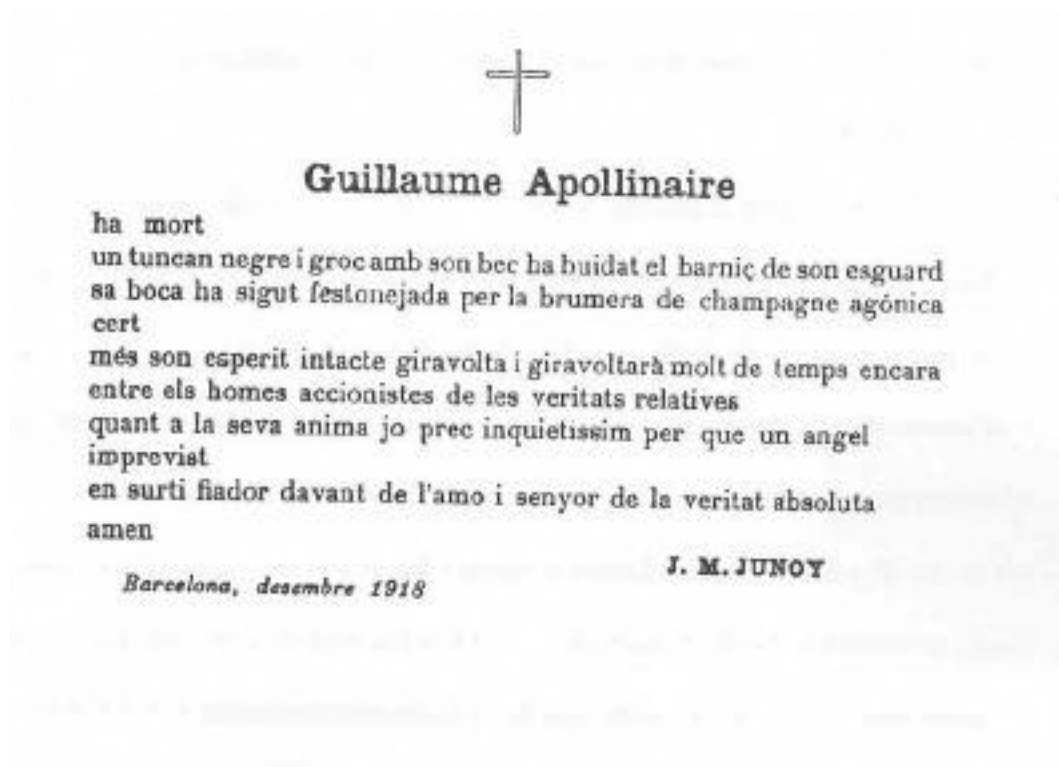 Guillaume Apollinaire
ha mort
un tuncan negre i groc amb son bec ha buidat el barniç de son esguard
sa boca ha sigut festonejada per la brumera de champagne agónica
cert
més son esperit intacte giravolta i giravoltarà molt de temps encara
entre els homes accionistes de les veritats relatives
quant a la seva anima jo prec inquietissim per que un angel
imprevist
en surti fiador davant de l'amo i senyor de la veritat absoluta
amen
J. M. JUNOY
Barcelona, desembre 1918